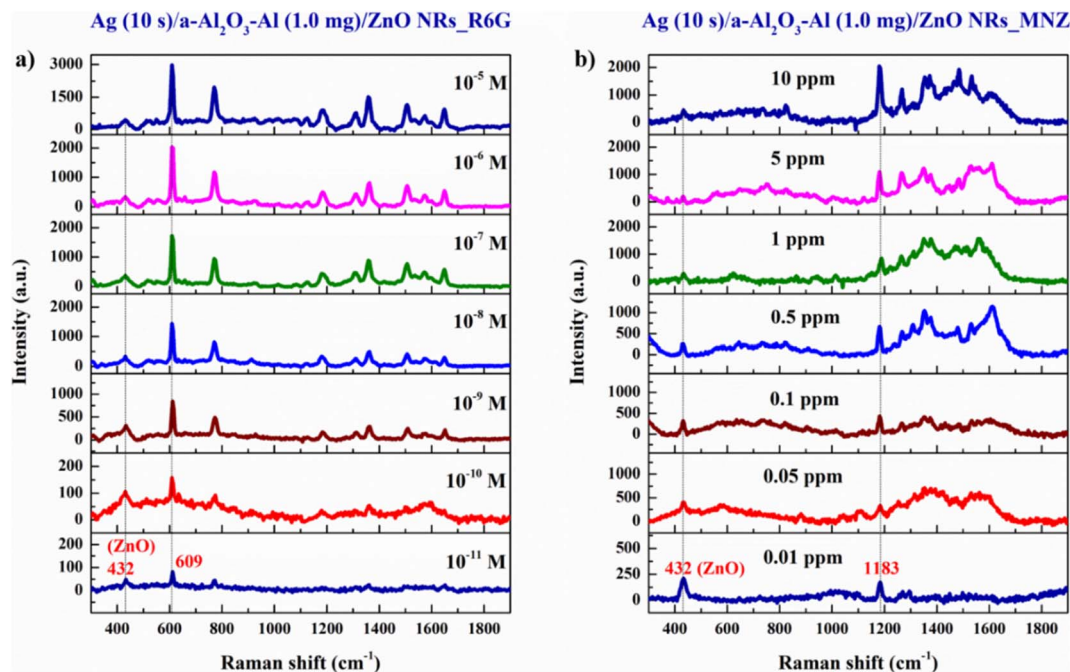 Ag (10 s)/a-Al₂O₃-Al (1.0 mg)/ZnO NRs_R6G
Ag (10 s)/a-Al₂O₃-Al (1.0 mg)/ZnO NRs_MNZ
a)
3000
1500
0
10⁻⁵ M
2000
1000
0
10⁻⁶ M
2000
1000
0
10⁻⁷ M
2000
1000
0
10⁻⁸ M
1000
500
0
10⁻⁹ M
200
100
0
10⁻¹⁰ M
200
100
0
10⁻¹¹ M
(ZnO)
432
609
400 600 800 1000 1200 1400 1600 1800
Intensity (a.u.)
Raman shift (cm⁻¹)
b)
2000
1000
0
10 ppm
2000
1000
0
5 ppm
2000
1000
0
1 ppm
1000
500
0
0.5 ppm
1000
500
0
0.1 ppm
1000
500
0
0.05 ppm
500
250
0
0.01 ppm
432 (ZnO)
1183
400 600 800 1000 1200 1400 1600 1800
Intensity (a.u.)
Raman shift (cm⁻¹)